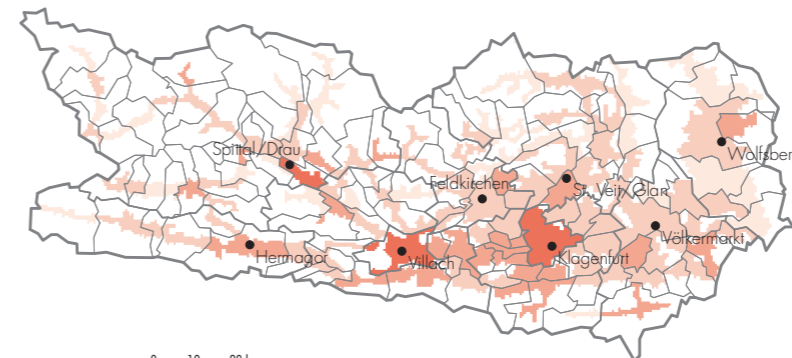 Spittal/Drau
Wolfsber
Feldkirchen
St. Veit/Glan
Völkermarkt
Hermagor
Villach
Klagenfurt